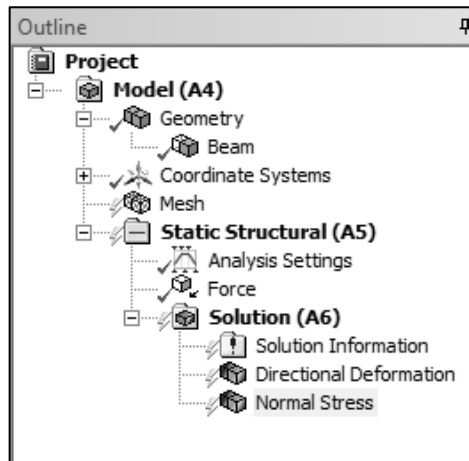 Outline
Project
Model (A4)
Geometry
Beam
Coordinate Systems
Mesh
Static Structural (A5)
Analysis Settings
Force
Solution (A6)
Solution Information
Directional Deformation
Normal Stress